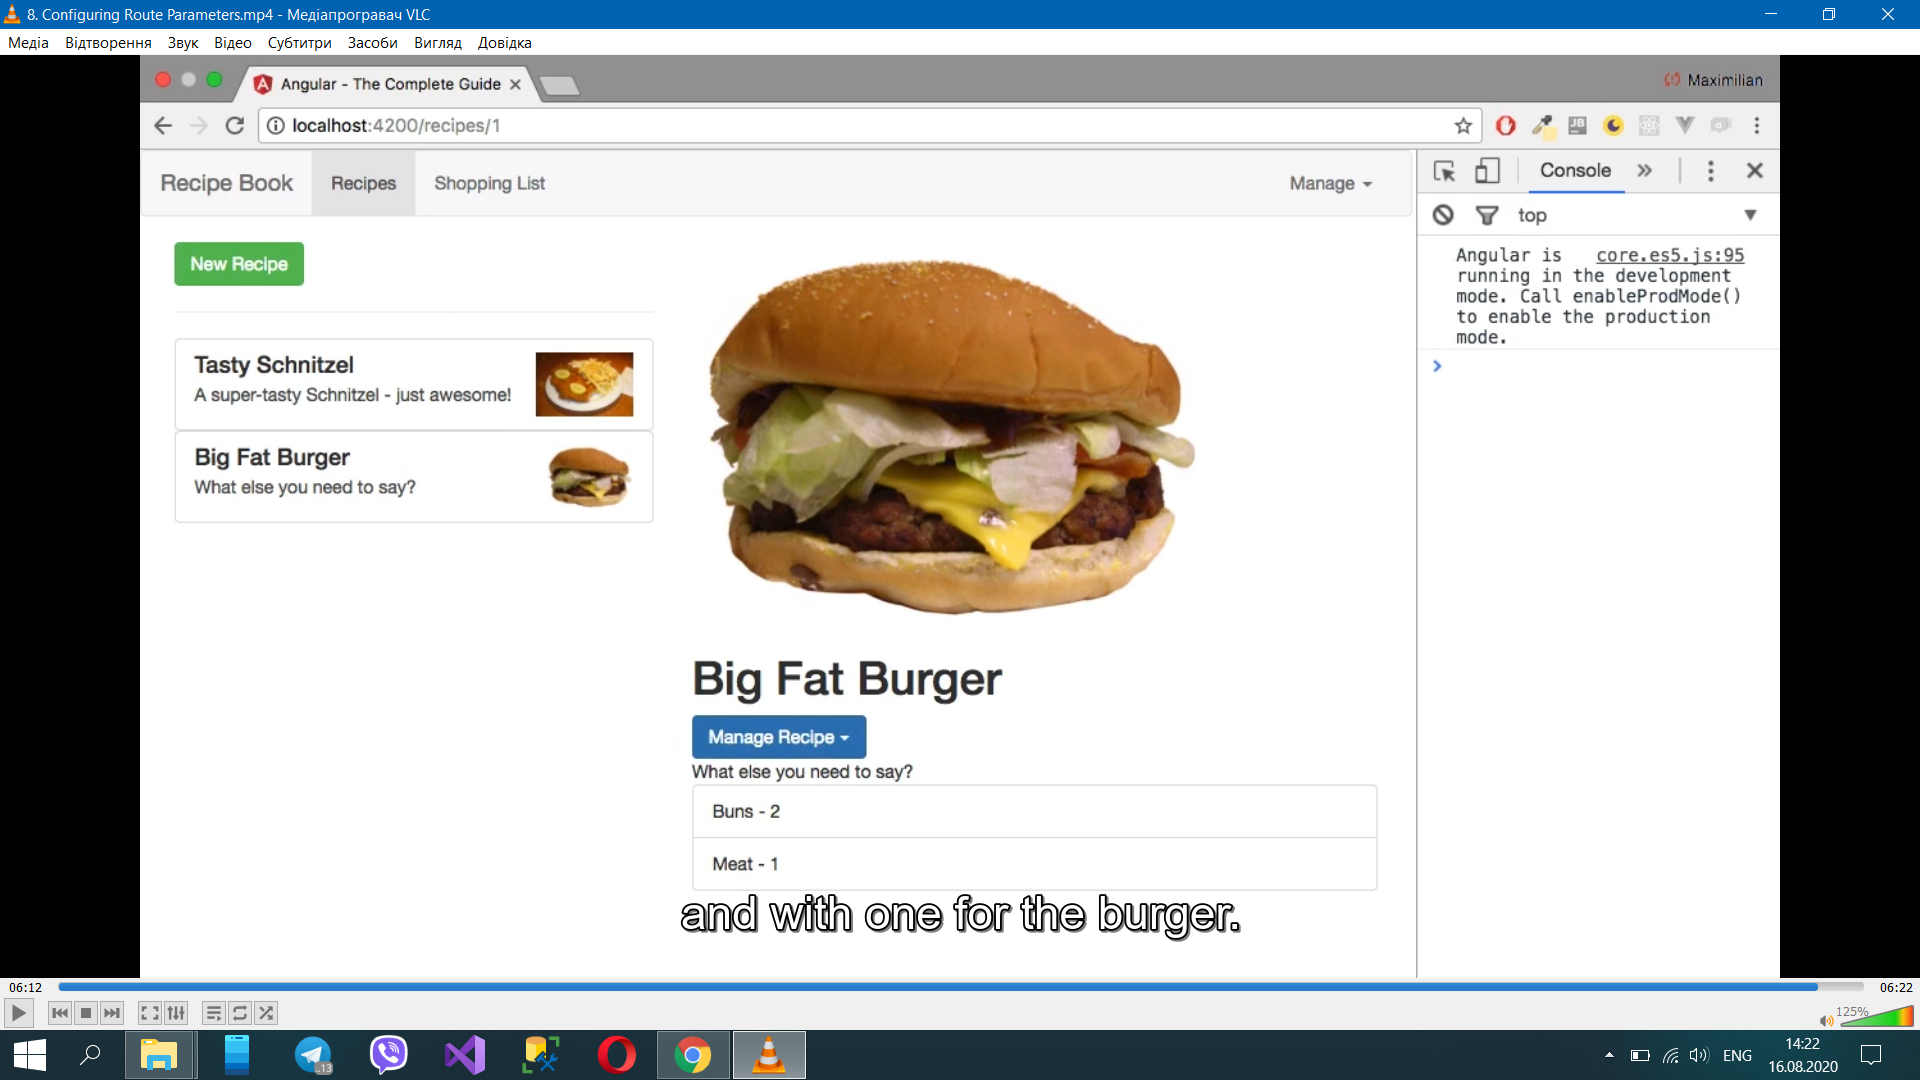 8. Configuring Route Parameters.mp4 - Медіапрогравач VLC
Медіа Відтворення Звук Відео Субтитри Засоби Вигляд Довідка
Angular - The Complete Guide
Maximilian
localhost:4200/recipes/1
JB
Recipe Book Recipes Shopping List Manage
Console
top
New Recipe
Angular is core.es5.js:95
running in the development
mode. Call enableProdMode()
to enable the production
mode.
Tasty Schnitzel
A super-tasty Schnitzel - just awesome!
Big Fat Burger
What else you need to say?
Big Fat Burger
Manage Recipe
What else you need to say?
Buns - 2
Meat - 1
and with one for the burger.
06:12 06:22
125%
..13
ENG
14:22
16.08.2020